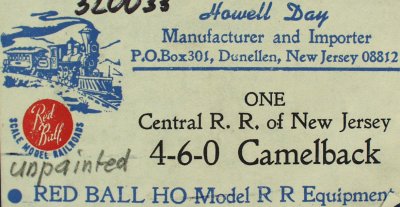 320033
Howell Day
Manufacturer and Importer
P.O.Box 301, Dunellen, New Jersey 08812
Red
Ball
SCALE MODEL RAILROADS
ONE
Central R. R. of New Jersey
4-6-0 Camelback
unpainted
RED BALL HO Model R R Equipment